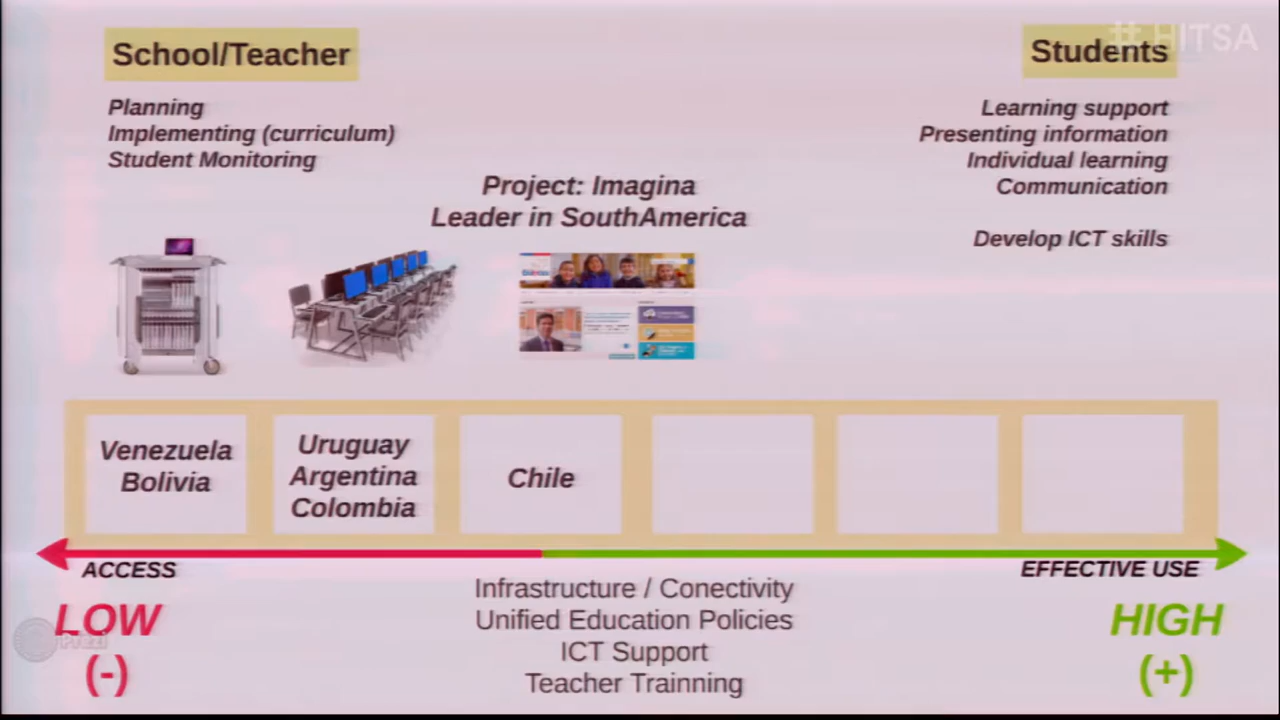 School/Teacher
Planning
Implementing (curriculum)
Student Monitoring
# HITSA
Students
Learning support
Presenting information
Individual learning
Communication
Develop ICT skills
Project: Imagina
Leader in SouthAmerica
Venezuela
Bolivia
Uruguay
Argentina
Colombia
Chile
ACCESS
LOW
(-)
Prezi
Infrastructure / Conectivity
Unified Education Policies
ICT Support
Teacher Trainning
EFFECTIVE USE
HIGH
(+)